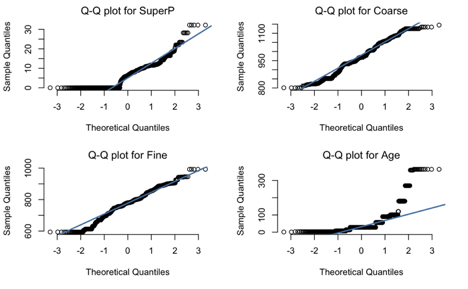 Q-Q plot for SuperP
Sample Quantiles
0 10 20 30
-3 -2 -1 0 1 2 3
Theoretical Quantiles
Q-Q plot for Coarse
Sample Quantiles
800 950 1100
-3 -2 -1 0 1 2 3
Theoretical Quantiles
Q-Q plot for Fine
Sample Quantiles
600 800 1000
-3 -2 -1 0 1 2 3
Theoretical Quantiles
Q-Q plot for Age
Sample Quantiles
0 100 300
-3 -2 -1 0 1 2 3
Theoretical Quantiles